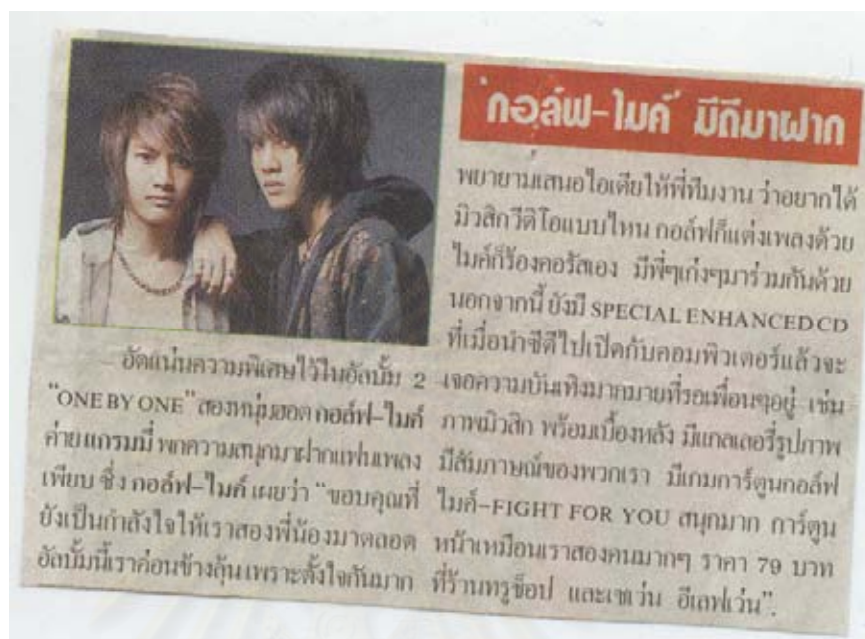 'กอล์ฟ-ไมค์' มีดีมาฝาก
อัดแน่นความพิเศษไว้ในอัลบั้ม 2
“ONE BY ONE” สองหนุ่มฮอต กอล์ฟ-ไมค์
ค่าย แกรมมี่ พกความสนุกมาฝากแฟนเพลง
เพียบ ซึ่ง กอล์ฟ-ไมค์ เผยว่า “ขอบคุณที่
ยังเป็นกำลังใจให้เราสองพี่น้องมาตลอด
อัลบั้มนี้เราค่อนข้างลุ้น เพราะตั้งใจกันมาก
พยายามเสนอไอเดียให้พี่ทีมงาน ว่าอยากได้
มิวสิกวีดิโอแบบไหน กอล์ฟก็แต่งเพลงด้วย
ไมค์ก็ร้องคอรัสเอง มีพี่ๆเก่งๆมาร่วมกันด้วย
นอกจากนี้ ยังมี SPECIAL ENHANCED CD
ที่เมื่อนำซีดีไปเปิดกับคอมพิวเตอร์แล้วจะ
เจอความบันเทิงมากมายที่รอเพื่อนๆอยู่ เช่น
ภาพมิวสิก พร้อมเบื้องหลัง มีแกลเลอรี่รูปภาพ
มีสัมภาษณ์ของพวกเรา มีเกมการ์ตูนกอล์ฟ
ไมค์-FIGHT FOR YOU สนุกมาก การ์ตูน
หน้าเหมือนเราสองคนมากๆ ราคา 79 บาท
ที่ร้านทรูช็อป และเซเว่น อีเลฟเว่น”.